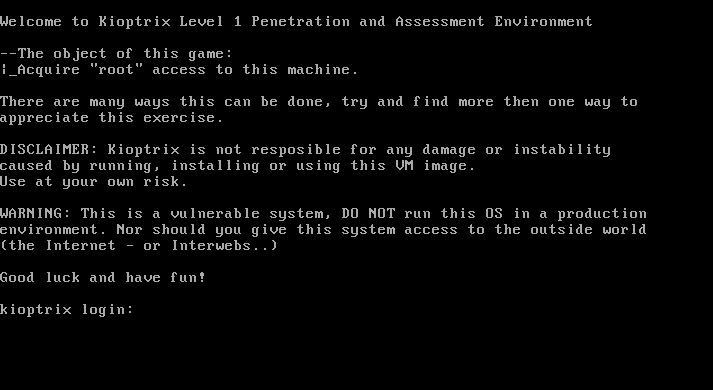 Welcome to Kioptrix Level 1 Penetration and Assessment Environment
--The object of this game:
|_Acquire "root" access to this machine.
There are many ways this can be done, try and find more then one way to
appreciate this exercise.
DISCLAIMER: Kioptrix is not resposible for any damage or instability
caused by running, installing or using this VM image.
Use at your own risk.
WARNING: This is a vulnerable system, DO NOT run this OS in a production
environment. Nor should you give this system access to the outside world
(the Internet - or Interwebs..)
Good luck and have fun!
kioptrix login: